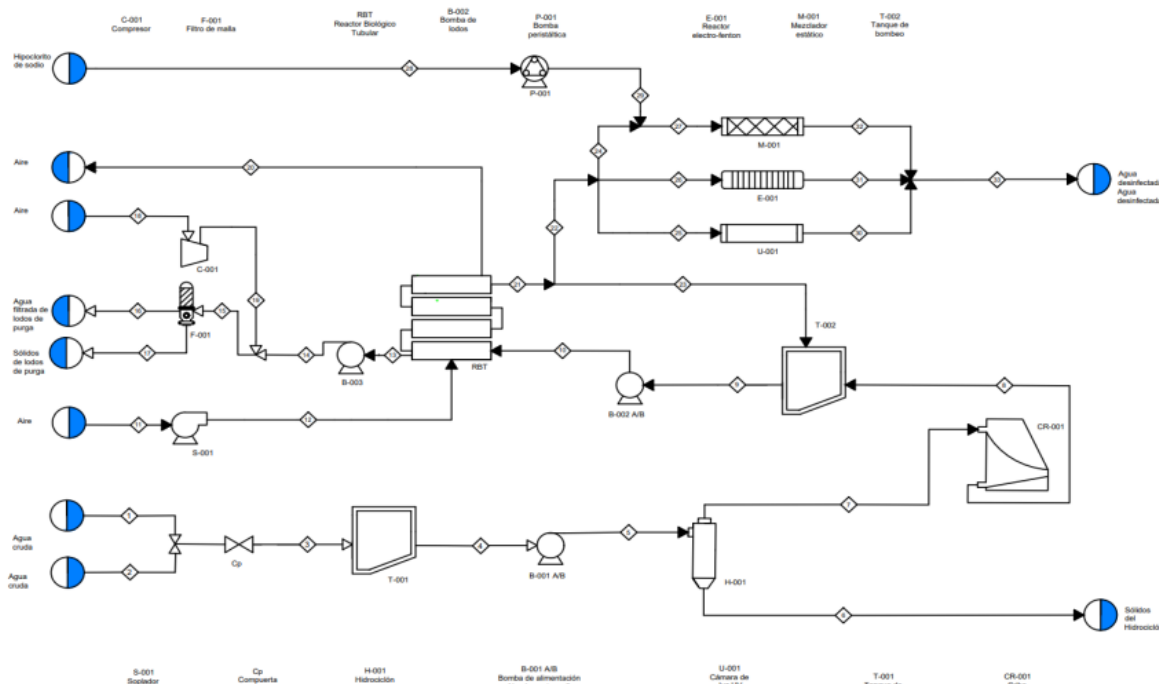 C-001
Compresor
F-001
Filtro de malla
RBT
Reactor Biológico
Tubular
B-002
Bomba de
lodos
P-001
Bomba
peristáltica
E-001
Reactor
electro-fenton
M-001
Mezclador
estático
T-002
Tanque de
bombeo
Hipoclorito
de sodio
28
P-001
29
27
M-001
32
24
Aire
20
26
E-001
31
33
Agua
desinfectada
Agua
desinfectada
Aire
18
C-001
22
25
U-001
30
19
21
23
Agua
filtrada de
lodos de
purga
16
F-001
15
T-002
Sólidos
de lodos de
purga
17
14
B-003
13
RBT
10
B-002 A/B
9
8
Aire
11
S-001
12
CR-001
7
Agua
cruda
1
Agua
cruda
2
Cp
3
T-001
4
B-001 A/B
5
H-001
6
Sólidos
del
Hidrocicló
S-001
Soplador
Cp
Compuerta
H-001
Hidrociclón
B-001 A/B
Bomba de alimentación
U-001
Cámara de
T-001
CR-001